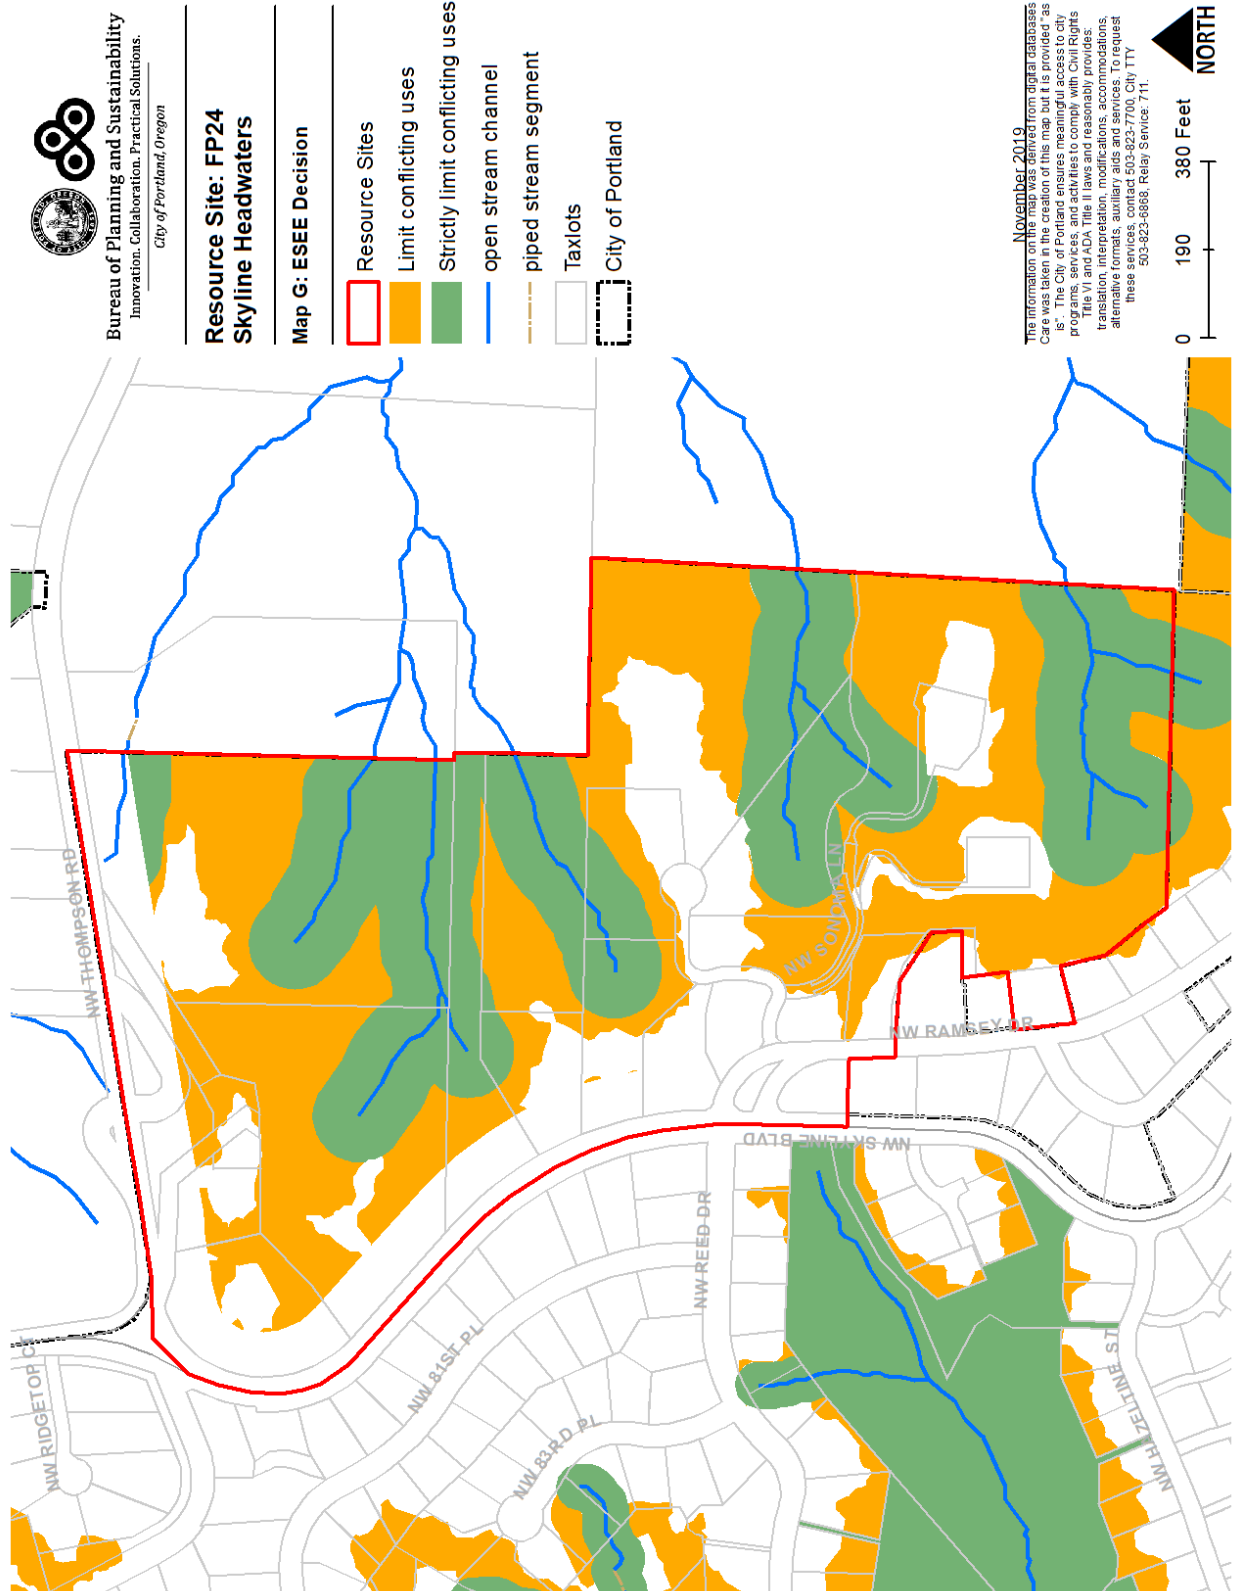 Bureau of Planning and Sustainability
Innovation. Collaboration. Practical Solutions.
City of Portland, Oregon
Resource Site: FP24
Skyline Headwaters
Map G: ESEE Decision
Resource Sites
Limit conflicting uses
Strictly limit conflicting uses
open stream channel
piped stream segment
Taxlots
City of Portland
November 2019
The information on the map was derived from digital databases
Care was taken in the creation of this map but it is provided "as
is". The City of Portland ensures meaningful access to city
programs, services, and activities to comply with Civil Rights
Title VI and ADA Title II laws and reasonably provides:
translation, interpretation, modifications, accommodations,
alternative formats, auxiliary aids and services. To request
these services, contact 503-823-7700, City TTY
503-823-6868, Relay Service: 711.
0 190 380 Feet
NORTH
NW THOMPSON RD
NW SONOMA LN
NW RAMSEY DR
NW SKYLINE BLVD
NW REED DR
NW 81ST PL
NW 83RD PL
NW RIDGETOP CT
NW HAZELTINE ST